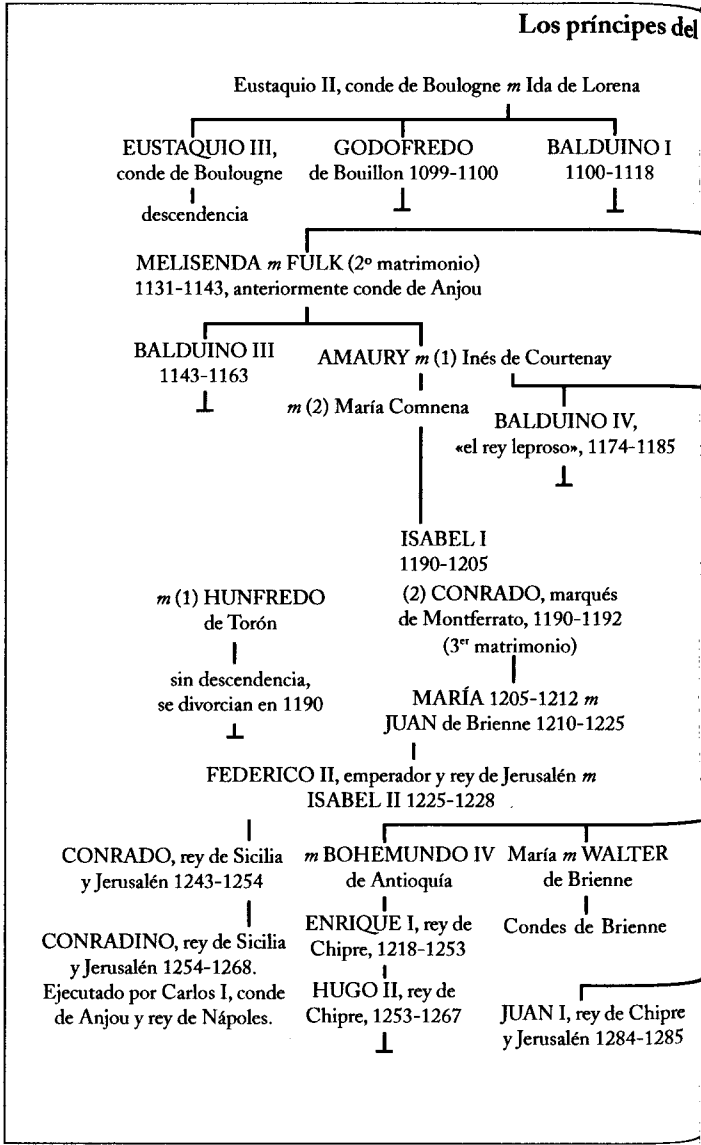 Los príncipes del
Eustaquio II, conde de Boulogne m Ida de Lorena
EUSTAQUIO III,
conde de Boulougne
descendencia
GODOFREDO
de Bouillon 1099-1100
BALDUINO I
1100-1118
MELISENDA m FULK (2º matrimonio)
1131-1143, anteriormente conde de Anjou
BALDUINO III
1143-1163
AMAURY m (1) Inés de Courtenay
m (2) María Comnena
BALDUINO IV,
«el rey leproso», 1174-1185
ISABEL I
1190-1205
m (1) HUNFREDO
de Torón
sin descendencia,
se divorcian en 1190
(2) CONRADO, marqués
de Montferrato, 1190-1192
(3er matrimonio)
MARÍA 1205-1212 m
JUAN de Brienne 1210-1225
FEDERICO II, emperador y rey de Jerusalén m
ISABEL II 1225-1228
CONRADO, rey de Sicilia
y Jerusalén 1243-1254
CONRADINO, rey de Sicilia
y Jerusalén 1254-1268.
Ejecutado por Carlos I, conde
de Anjou y rey de Nápoles.
m BOHEMUNDO IV
de Antioquía
ENRIQUE I, rey de
Chipre, 1218-1253
HUGO II, rey de
Chipre, 1253-1267
María m WALTER
de Brienne
Condes de Brienne
JUAN I, rey de Chipre
y Jerusalén 1284-1285